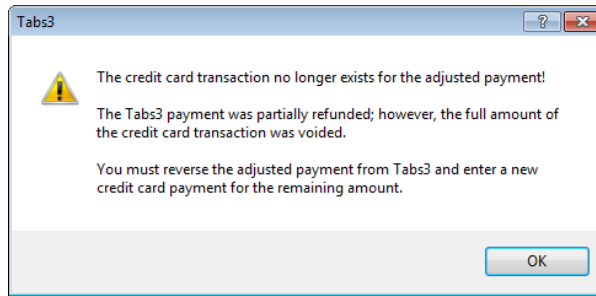 Tabs3
The credit card transaction no longer exists for the adjusted payment!
The Tabs3 payment was partially refunded; however, the full amount of
the credit card transaction was voided.
You must reverse the adjusted payment from Tabs3 and enter a new
credit card payment for the remaining amount.
OK